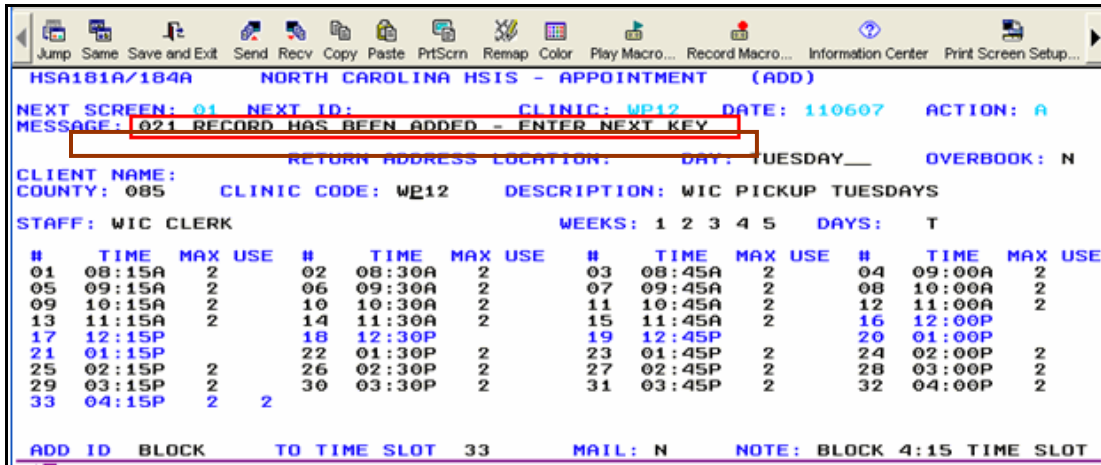 Jump Same Save and Exit Send Recv Copy Paste PrtScrn Remap Color Play Macro... Record Macro... Information Center Print Screen Setup...
HSA181A/184A NORTH CAROLINA HSIS - APPOINTMENT (ADD)
NEXT SCREEN: 01 NEXT ID: CLINIC: WP12 DATE: 110607 ACTION: A
MESSAGE: 021 RECORD HAS BEEN ADDED - ENTER NEXT KEY
RETURN ADDRESS LOCATION: DAY: TUESDAY__ OVERBOOK: N
CLIENT NAME:
COUNTY: 085 CLINIC CODE: WP12 DESCRIPTION: WIC PICKUP TUESDAYS
STAFF: WIC CLERK WEEKS: 1 2 3 4 5 DAYS: T
# TIME MAX USE # TIME MAX USE # TIME MAX USE # TIME MAX USE
01 08:15A 2 02 08:30A 2 03 08:45A 2 04 09:00A 2
05 09:15A 2 06 09:30A 2 07 09:45A 2 08 10:00A 2
09 10:15A 2 10 10:30A 2 11 10:45A 2 12 11:00A 2
13 11:15A 2 14 11:30A 2 15 11:45A 2 16 12:00P
17 12:15P 18 12:30P 19 12:45P 20 01:00P
21 01:15P 22 01:30P 2 23 01:45P 2 24 02:00P 2
25 02:15P 2 26 02:30P 2 27 02:45P 2 28 03:00P 2
29 03:15P 2 30 03:30P 2 31 03:45P 2 32 04:00P 2
33 04:15P 2 2
ADD ID BLOCK TO TIME SLOT 33 MAIL: N NOTE: BLOCK 4:15 TIME SLOT